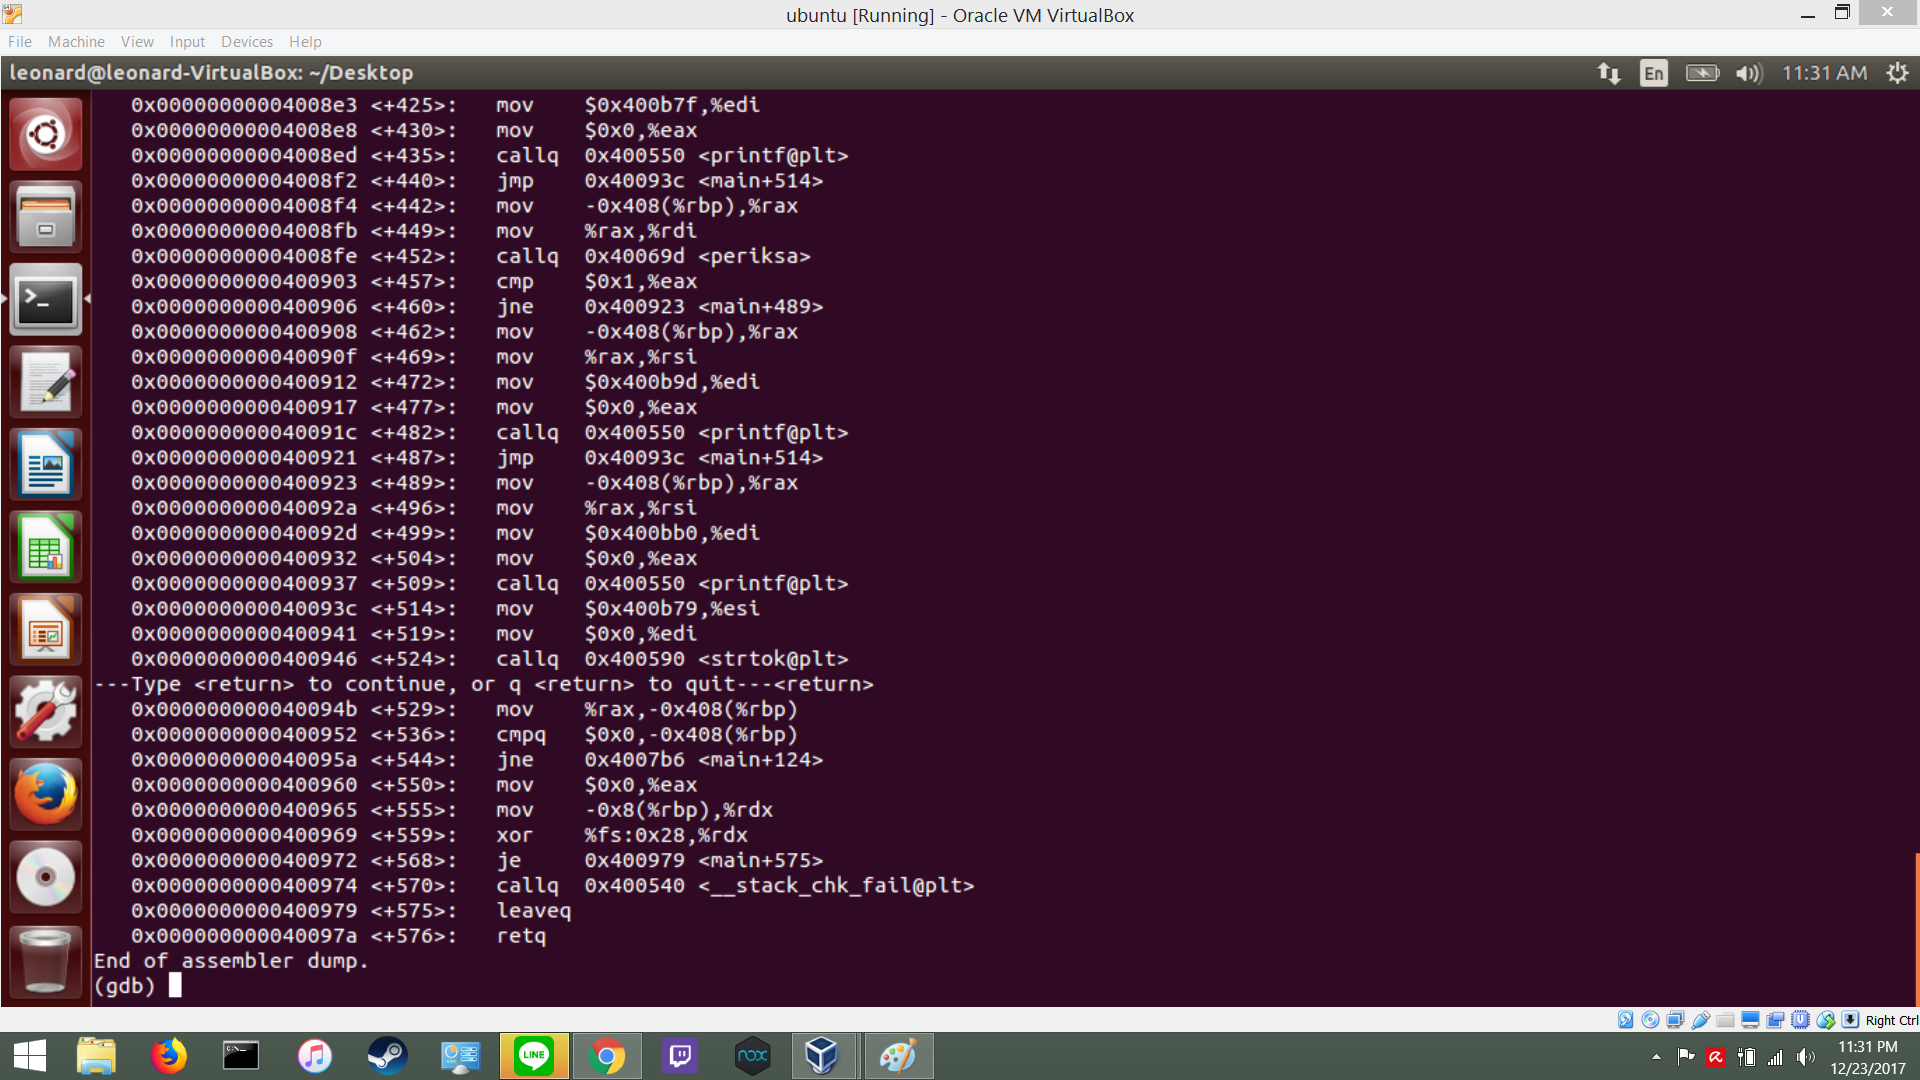 ubuntu [Running] - Oracle VM VirtualBox
File Machine View Input Devices Help
leonard@leonard-VirtualBox: ~/Desktop En 11:31 AM
0x00000000004008e3 <+425>: mov $0x400b7f,%edi
0x00000000004008e8 <+430>: mov $0x0,%eax
0x00000000004008ed <+435>: callq 0x400550 <printf@plt>
0x00000000004008f2 <+440>: jmp 0x40093c <main+514>
0x00000000004008f4 <+442>: mov -0x408(%rbp),%rax
0x00000000004008fb <+449>: mov %rax,%rdi
0x00000000004008fe <+452>: callq 0x40069d <periksa>
0x0000000000400903 <+457>: cmp $0x1,%eax
0x0000000000400906 <+460>: jne 0x400923 <main+489>
0x0000000000400908 <+462>: mov -0x408(%rbp),%rax
0x000000000040090f <+469>: mov %rax,%rsi
0x0000000000400912 <+472>: mov $0x400b9d,%edi
0x0000000000400917 <+477>: mov $0x0,%eax
0x000000000040091c <+482>: callq 0x400550 <printf@plt>
0x0000000000400921 <+487>: jmp 0x40093c <main+514>
0x0000000000400923 <+489>: mov -0x408(%rbp),%rax
0x000000000040092a <+496>: mov %rax,%rsi
0x000000000040092d <+499>: mov $0x400bb0,%edi
0x0000000000400932 <+504>: mov $0x0,%eax
0x0000000000400937 <+509>: callq 0x400550 <printf@plt>
0x000000000040093c <+514>: mov $0x400b79,%esi
0x0000000000400941 <+519>: mov $0x0,%edi
0x0000000000400946 <+524>: callq 0x400590 <strtok@plt>
---Type <return> to continue, or q <return> to quit---<return>
0x000000000040094b <+529>: mov %rax,-0x408(%rbp)
0x0000000000400952 <+536>: cmpq $0x0,-0x408(%rbp)
0x000000000040095a <+544>: jne 0x4007b6 <main+124>
0x0000000000400960 <+550>: mov $0x0,%eax
0x0000000000400965 <+555>: mov -0x8(%rbp),%rdx
0x0000000000400969 <+559>: xor %fs:0x28,%rdx
0x0000000000400972 <+568>: je 0x400979 <main+575>
0x0000000000400974 <+570>: callq 0x400540 <__stack_chk_fail@plt>
0x0000000000400979 <+575>: leaveq
0x000000000040097a <+576>: retq
End of assembler dump.
(gdb)
Right Ctrl
LINE
nox
11:31 PM
12/23/2017